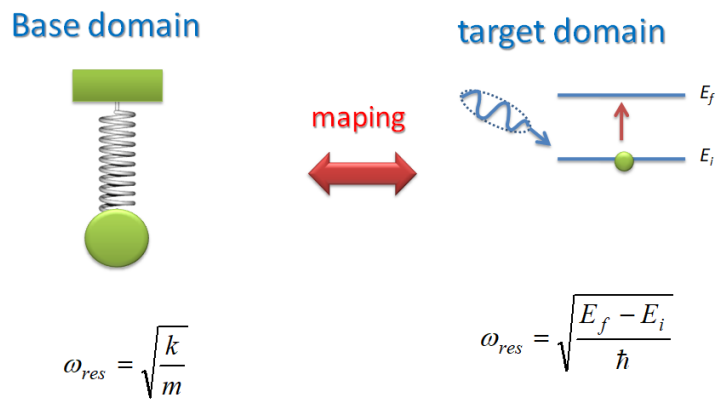 Base domain
target domain
maping
E_f
E_i
ω_res = √(k/m)
ω_res = √((E_f − E_i)/ħ)